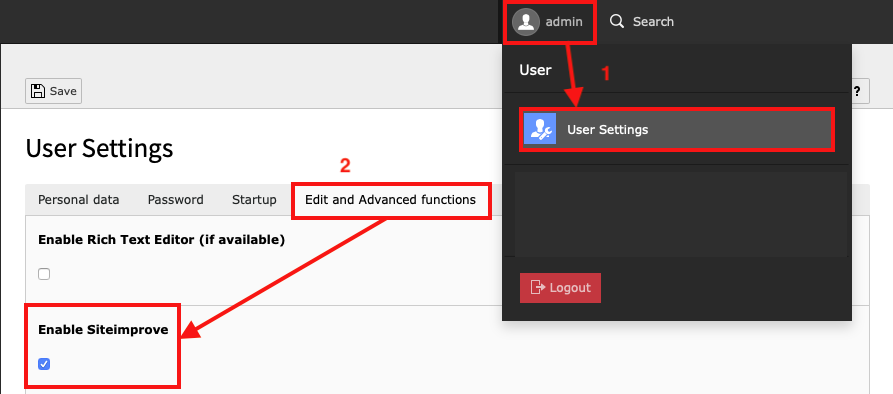 admin
Search
1
User
Save
?
User Settings
User Settings
2
Personal data
Password
Startup
Edit and Advanced functions
Enable Rich Text Editor (if available)
Logout
Enable Siteimprove